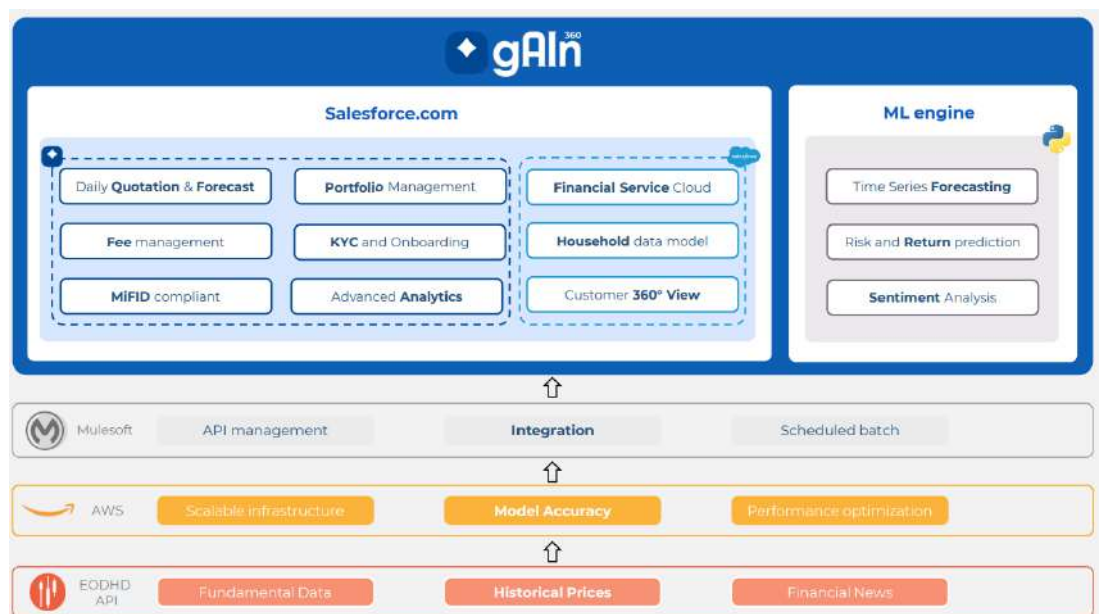 gAIn 360
Salesforce.com
ML engine
salesforce
Daily Quotation & Forecast
Portfolio Management
Financial Service Cloud
Time Series Forecasting
Fee management
KYC and Onboarding
Household data model
Risk and Return prediction
MiFID compliant
Advanced Analytics
Customer 360° View
Sentiment Analysis
Mulesoft
API management
Integration
Scheduled batch
AWS
Scalable infrastructure
Model Accuracy
Performance optimization
EODHD
API
Fundamental Data
Historical Prices
Financial News